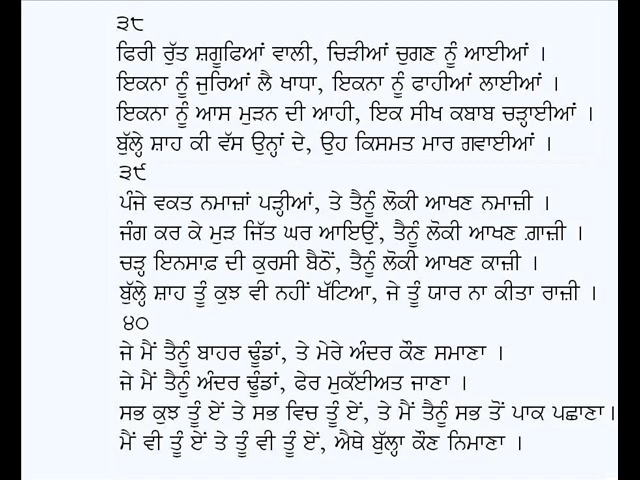 ੩੮
ਫਿਰੀ ਰੁੱਤ ਸ਼ਗੂਫਿਆਂ ਵਾਲੀ, ਚਿੜੀਆਂ ਚੁਗਣ ਨੂੰ ਆਈਆਂ ।
ਇਕਨਾ ਨੂੰ ਜੁਰਿਆਂ ਲੈ ਖਾਧਾ, ਇਕਨਾ ਨੂੰ ਫਾਹੀਆਂ ਲਾਈਆਂ ।
ਇਕਨਾ ਨੂੰ ਆਸ ਮੁੜਨ ਦੀ ਆਹੀ, ਇਕ ਸੀਖ ਕਬਾਬ ਚੜ੍ਹਾਈਆਂ ।
ਬੁੱਲ੍ਹੇ ਸ਼ਾਹ ਕੀ ਵੱਸ ਉਨ੍ਹਾਂ ਦੇ, ਉਹ ਕਿਸਮਤ ਮਾਰ ਗਵਾਈਆਂ ।
੩੯
ਪੰਜੇ ਵਕਤ ਨਮਾਜ਼ਾਂ ਪੜ੍ਹੀਆਂ, ਤੇ ਤੈਨੂੰ ਲੋਕੀ ਆਖਣ ਨਮਾਜ਼ੀ ।
ਜੰਗ ਕਰ ਕੇ ਮੁੜ ਜਿੱਤ ਘਰ ਆਇਉਂ, ਤੈਨੂੰ ਲੋਕੀ ਆਖਣ ਗ਼ਾਜ਼ੀ ।
ਚੜ੍ਹ ਇਨਸਾਫ਼ ਦੀ ਕੁਰਸੀ ਬੈਠੋਂ, ਤੈਨੂੰ ਲੋਕੀ ਆਖਣ ਕਾਜ਼ੀ ।
ਬੁੱਲ੍ਹੇ ਸ਼ਾਹ ਤੂੰ ਕੁਝ ਵੀ ਨਹੀਂ ਖੱਟਿਆ, ਜੇ ਤੂੰ ਯਾਰ ਨਾ ਕੀਤਾ ਰਾਜ਼ੀ ।
੪੦
ਜੇ ਮੈਂ ਤੈਨੂੰ ਬਾਹਰ ਢੂੰਡਾਂ, ਤੇ ਮੇਰੇ ਅੰਦਰ ਕੌਣ ਸਮਾਣਾ ।
ਜੇ ਮੈਂ ਤੈਨੂੰ ਅੰਦਰ ਢੂੰਡਾਂ, ਫੇਰ ਮੁਕੱਈਅਤ ਜਾਣਾ ।
ਸਭ ਕੁਝ ਤੂੰ ਏਂ ਤੇ ਸਭ ਵਿਚ ਤੂੰ ਏਂ, ਤੇ ਮੈਂ ਤੈਨੂੰ ਸਭ ਤੋਂ ਪਾਕ ਪਛਾਣਾ।
ਮੈਂ ਵੀ ਤੂੰ ਏਂ ਤੇ ਤੂੰ ਵੀ ਤੂੰ ਏਂ, ਐਥੇ ਬੁੱਲ੍ਹਾ ਕੌਣ ਨਿਮਾਣਾ ।